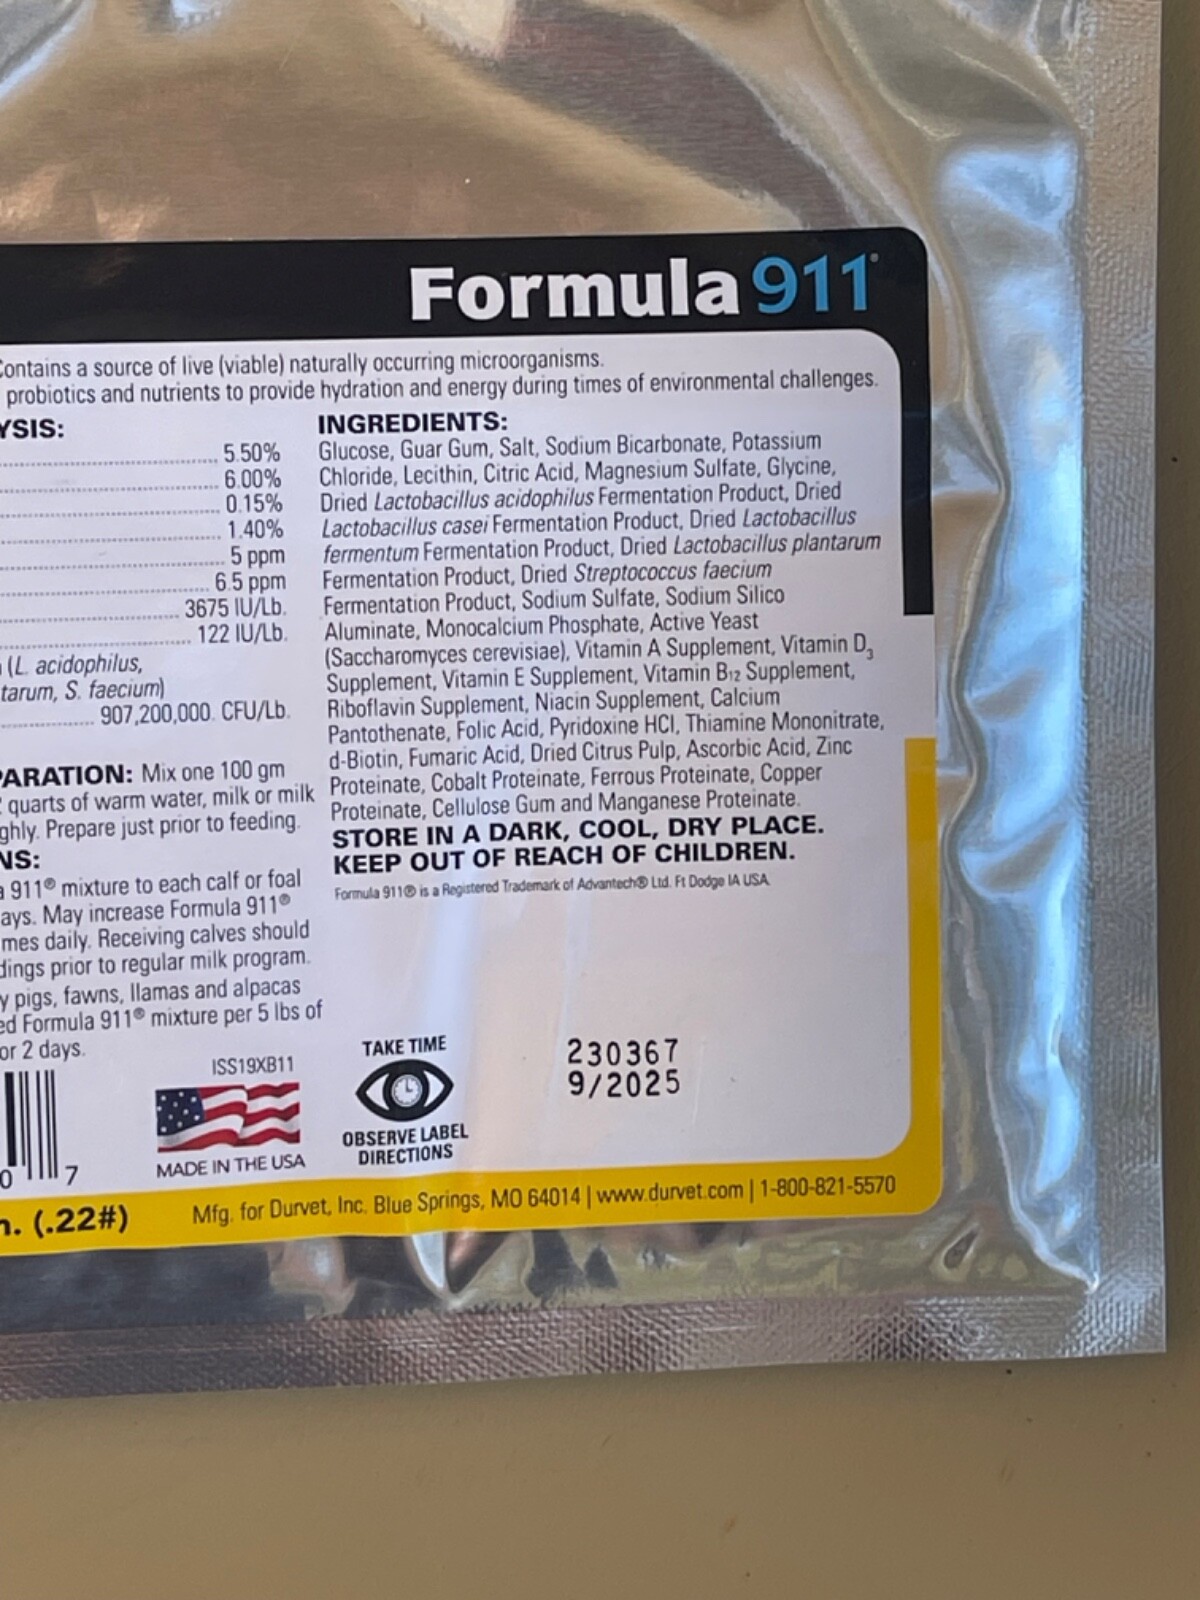 Formula 911®
Contains a source of live (viable) naturally occurring microorganisms.
probiotics and nutrients to provide hydration and energy during times of environmental challenges.
YSIS:
5.50%
6.00%
0.15%
1.40%
5 ppm
6.5 ppm
3675 IU/Lb.
122 IU/Lb.
(L. acidophilus,
tarum, S. faecium)
907,200,000. CFU/Lb.
PARATION: Mix one 100 gm
quarts of warm water, milk or milk
ghly. Prepare just prior to feeding.
NS:
911® mixture to each calf or foal
ays. May increase Formula 911®
mes daily. Receiving calves should
dings prior to regular milk program.
y pigs, fawns, llamas and alpacas
ed Formula 911® mixture per 5 lbs of
or 2 days.
INGREDIENTS:
Glucose, Guar Gum, Salt, Sodium Bicarbonate, Potassium
Chloride, Lecithin, Citric Acid, Magnesium Sulfate, Glycine,
Dried Lactobacillus acidophilus Fermentation Product, Dried
Lactobacillus casei Fermentation Product, Dried Lactobacillus
fermentum Fermentation Product, Dried Lactobacillus plantarum
Fermentation Product, Dried Streptococcus faecium
Fermentation Product, Sodium Sulfate, Sodium Silico
Aluminate, Monocalcium Phosphate, Active Yeast
(Saccharomyces cerevisiae), Vitamin A Supplement, Vitamin D3
Supplement, Vitamin E Supplement, Vitamin B12 Supplement,
Riboflavin Supplement, Niacin Supplement, Calcium
Pantothenate, Folic Acid, Pyridoxine HCl, Thiamine Mononitrate,
d-Biotin, Fumaric Acid, Dried Citrus Pulp, Ascorbic Acid, Zinc
Proteinate, Cobalt Proteinate, Ferrous Proteinate, Copper
Proteinate, Cellulose Gum and Manganese Proteinate.
STORE IN A DARK, COOL, DRY PLACE.
KEEP OUT OF REACH OF CHILDREN.
Formula 911® is a Registered Trademark of Advantech® Ltd. Ft Dodge IA USA
0 7
ISS19XB11
MADE IN THE USA
TAKE TIME
OBSERVE LABEL
DIRECTIONS
230367
9/2025
n. (.22#)
Mfg. for Durvet, Inc. Blue Springs, MO 64014 | www.durvet.com | 1-800-821-5570